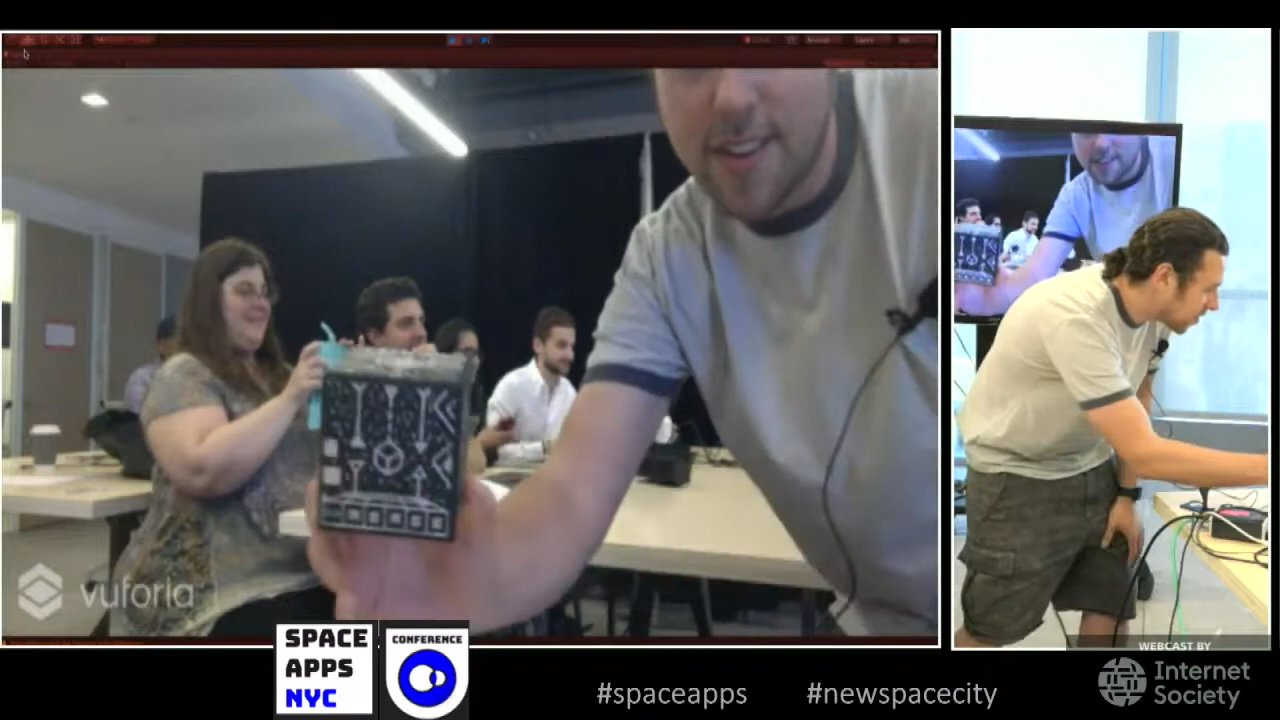 vuforia
SPACE
APPS
NYC
CONFERENCE
#spaceapps
#newspacecity
WEBCAST BY
Internet
Society